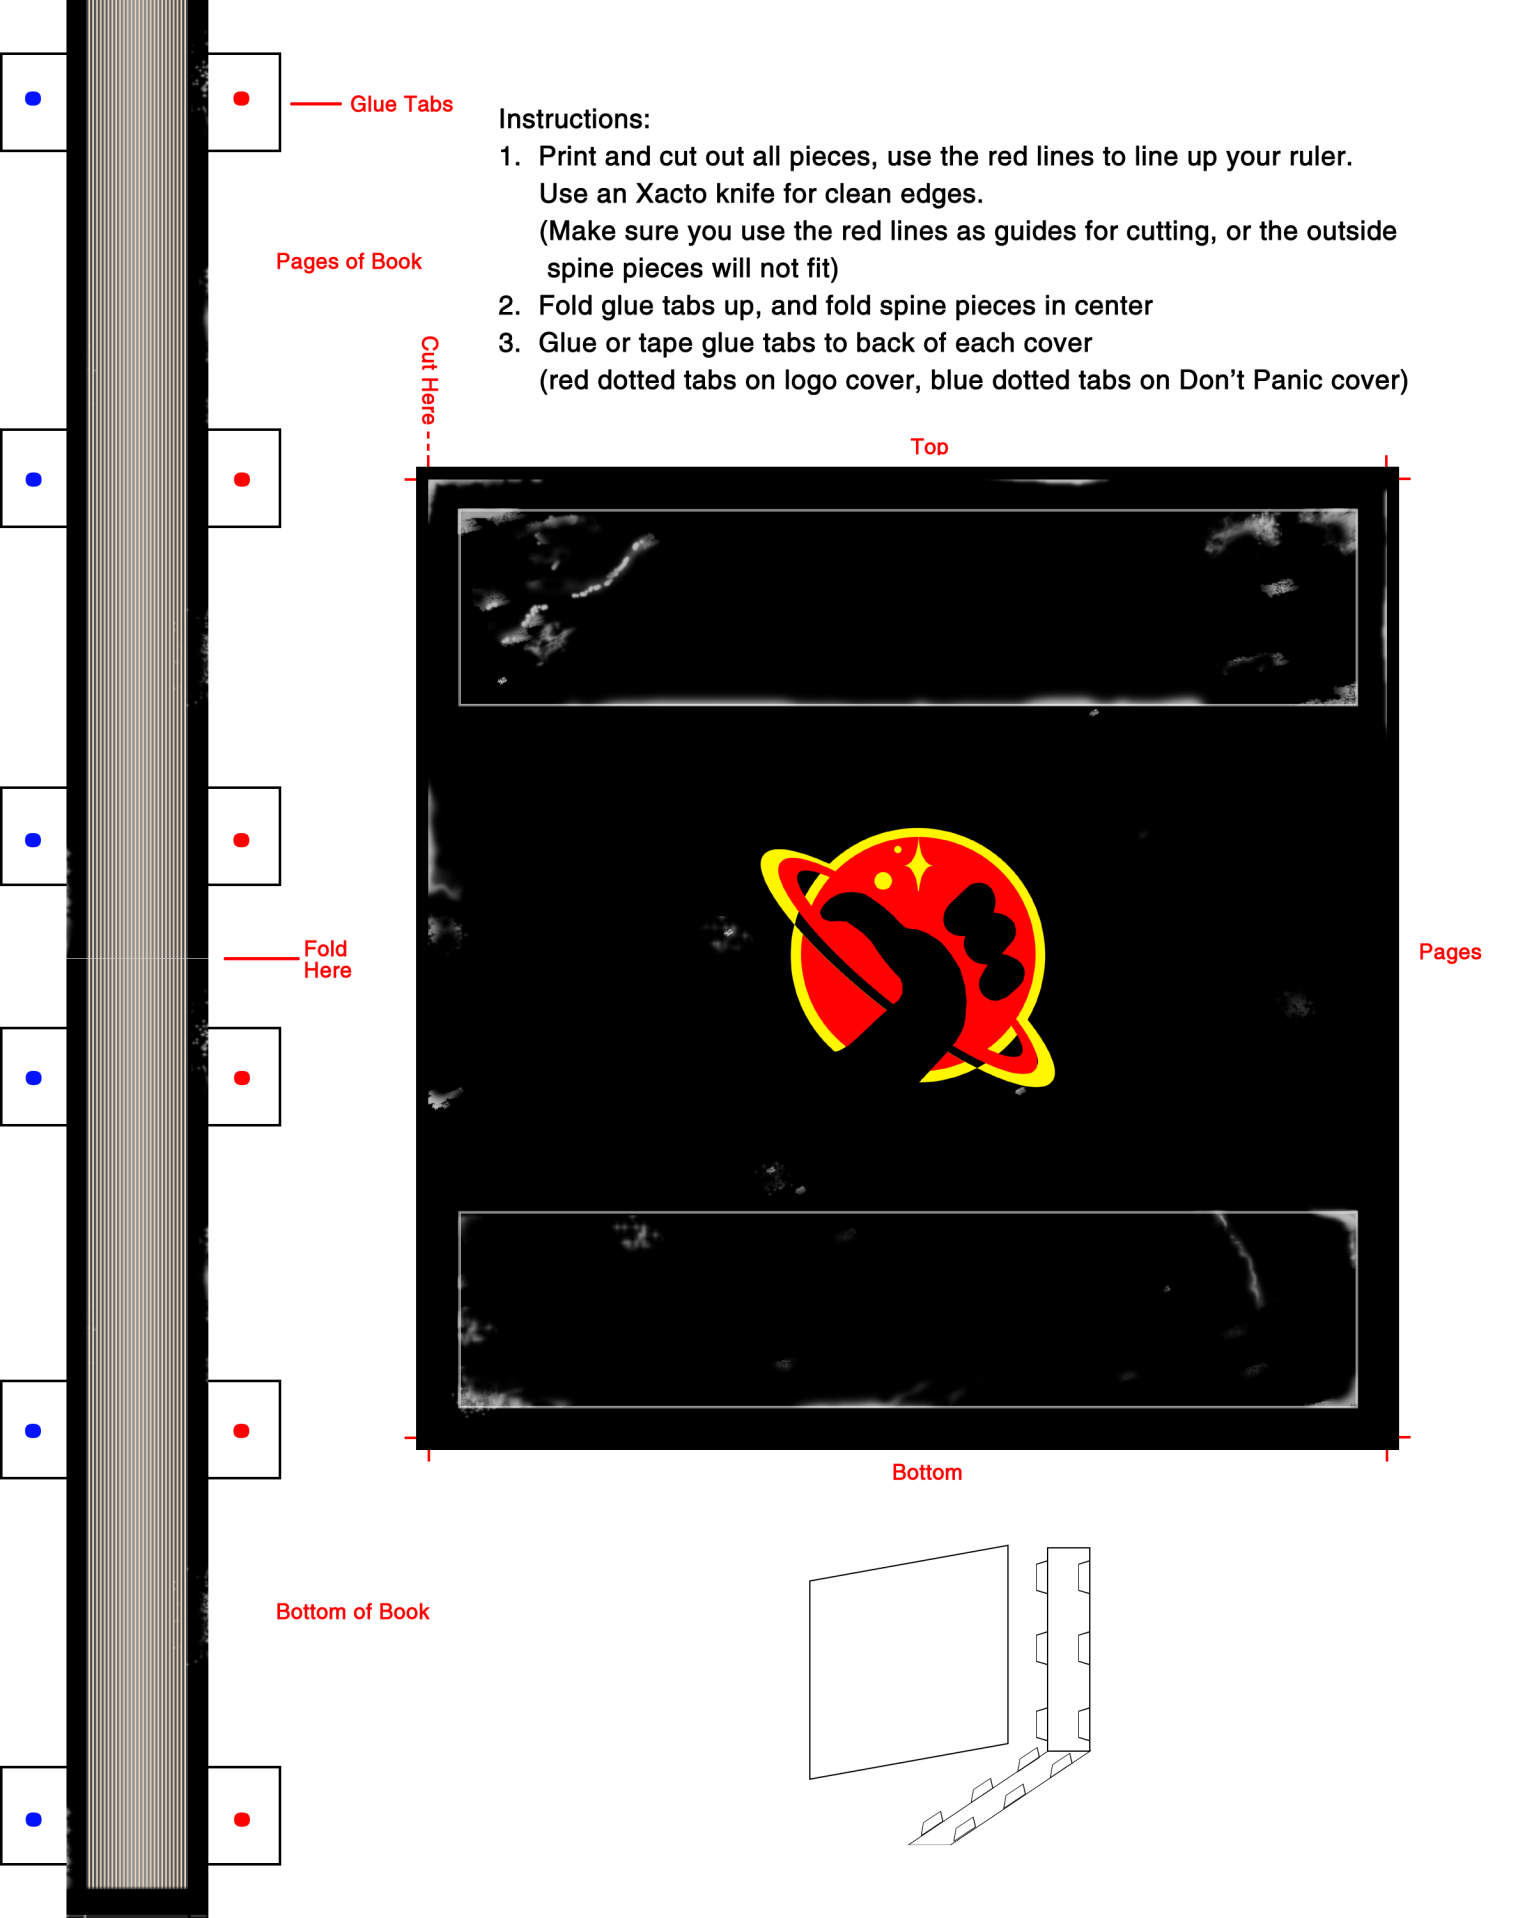 Glue Tabs
Instructions:
1. Print and cut out all pieces, use the red lines to line up your ruler.
Use an Xacto knife for clean edges.
(Make sure you use the red lines as guides for cutting, or the outside
spine pieces will not fit)
2. Fold glue tabs up, and fold spine pieces in center
3. Glue or tape glue tabs to back of each cover
(red dotted tabs on logo cover, blue dotted tabs on Don't Panic cover)
Pages of Book
Cut Here
Top
Fold
Here
Pages
Bottom
Bottom of Book